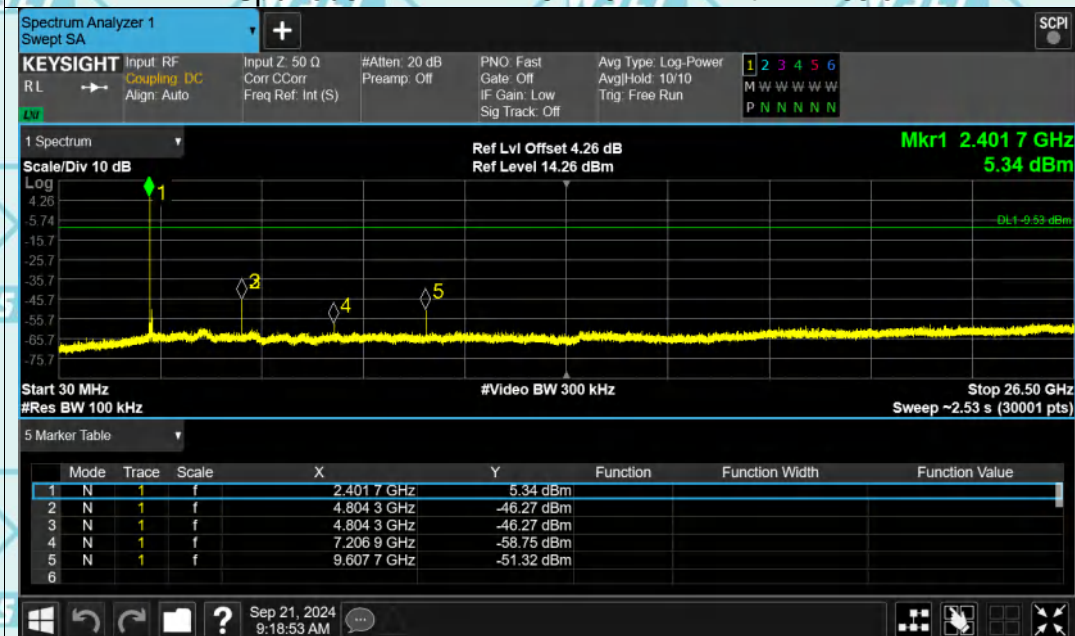 Spectrum Analyzer 1
Swept SA
+
SCPI
KEYSIGHT
RL
LXI
Input: RF
Coupling: DC
Align: Auto
Input Z: 50 Ω
Corr CCorr
Freq Ref: Int (S)
#Atten: 20 dB
Preamp: Off
PNO: Fast
Gate: Off
IF Gain: Low
Sig Track: Off
Avg Type: Log-Power
Avg|Hold: 10/10
Trig: Free Run
1 2 3 4 5 6
M W W W W W
P N N N N N
1 Spectrum
Scale/Div 10 dB
Ref Lvl Offset 4.26 dB
Ref Level 14.26 dBm
Mkr1 2.401 7 GHz
5.34 dBm
Log
4.26
-5.74
-15.7
-25.7
-35.7
-45.7
-55.7
-65.7
-75.7
1
3
4
5
DL1 -9.53 dBm
Start 30 MHz
#Res BW 100 kHz
#Video BW 300 kHz
Stop 26.50 GHz
Sweep ~2.53 s (30001 pts)
5 Marker Table
Mode Trace Scale X Y Function Function Width Function Value
1 N 1 f 2.401 7 GHz 5.34 dBm
2 N 1 f 4.804 3 GHz -46.27 dBm
3 N 1 f 4.804 3 GHz -46.27 dBm
4 N 1 f 7.206 9 GHz -58.75 dBm
5 N 1 f 9.607 7 GHz -51.32 dBm
6
?
Sep 21, 2024
9:18:53 AM